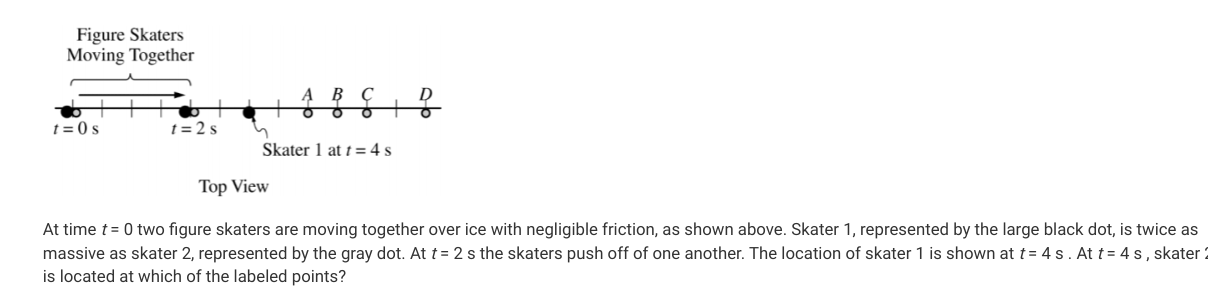 Figure Skaters
Moving Together
A B C D
t = 0 s t = 2 s
Skater 1 at t = 4 s
Top View
At time t = 0 two figure skaters are moving together over ice with negligible friction, as shown above. Skater 1, represented by the large black dot, is twice as
massive as skater 2, represented by the gray dot. At t = 2 s the skaters push off of one another. The location of skater 1 is shown at t = 4 s . At t = 4 s , skater 2
is located at which of the labeled points?